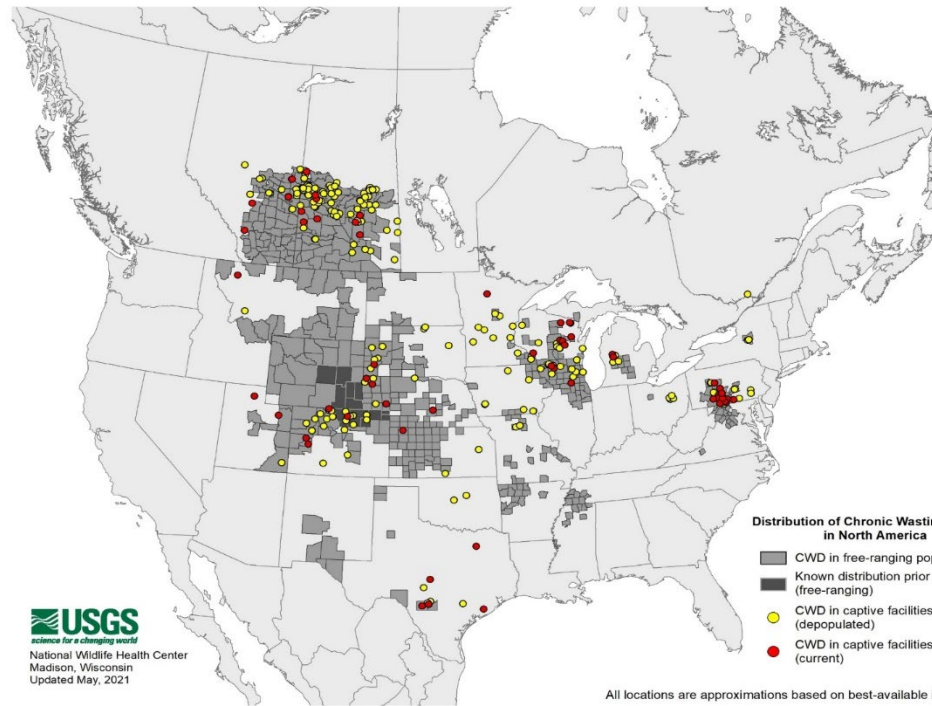 Distribution of Chronic Wastin
in North America
CWD in free-ranging pop
Known distribution prior
(free-ranging)
CWD in captive facilities
(depopulated)
CWD in captive facilities
(current)
USGS
science for a changing world
National Wildlife Health Center
Madison, Wisconsin
Updated May, 2021
All locations are approximations based on best-available